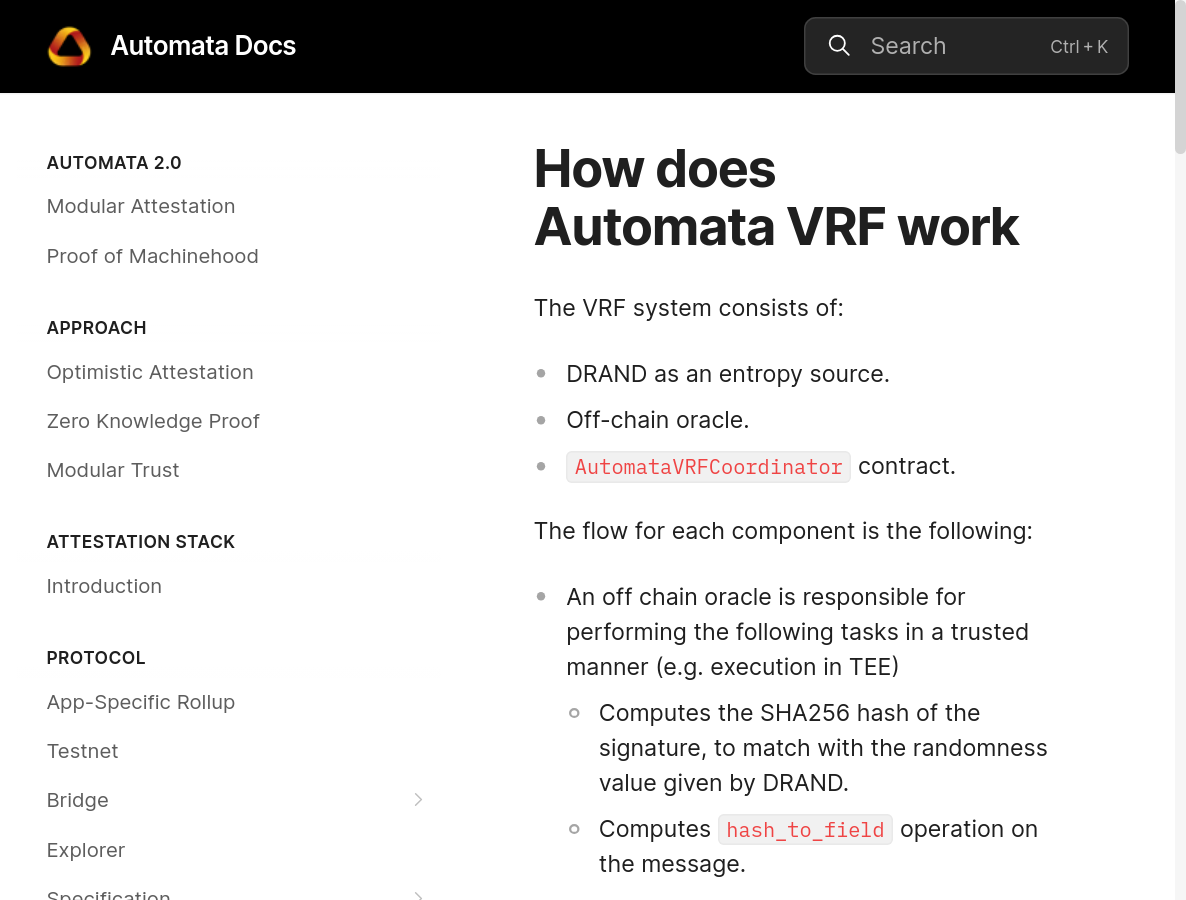 Automata Docs
Search
Ctrl + K
AUTOMATA 2.0
Modular Attestation
Proof of Machinehood
APPROACH
Optimistic Attestation
Zero Knowledge Proof
Modular Trust
ATTESTATION STACK
Introduction
PROTOCOL
App-Specific Rollup
Testnet
Bridge
Explorer
Specification
How does
Automata VRF work
The VRF system consists of:
DRAND as an entropy source.
Off-chain oracle.
AutomataVRFCoordinator contract.
The flow for each component is the following:
An off chain oracle is responsible for
performing the following tasks in a trusted
manner (e.g. execution in TEE)
Computes the SHA256 hash of the
signature, to match with the randomness
value given by DRAND.
Computes hash_to_field operation on
the message.